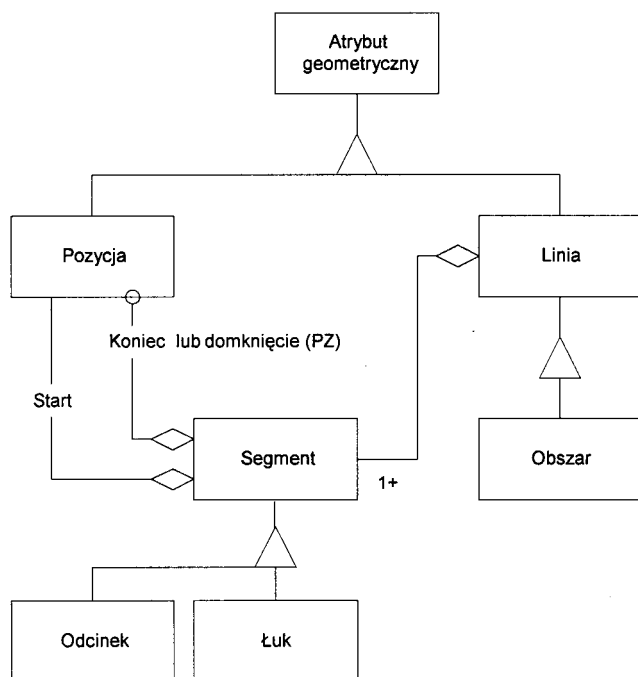 Atrybut
geometryczny
Pozycja
Linia
Koniec lub domknięcie (PZ)
Start
Segment
Obszar
1+
Odcinek
Łuk